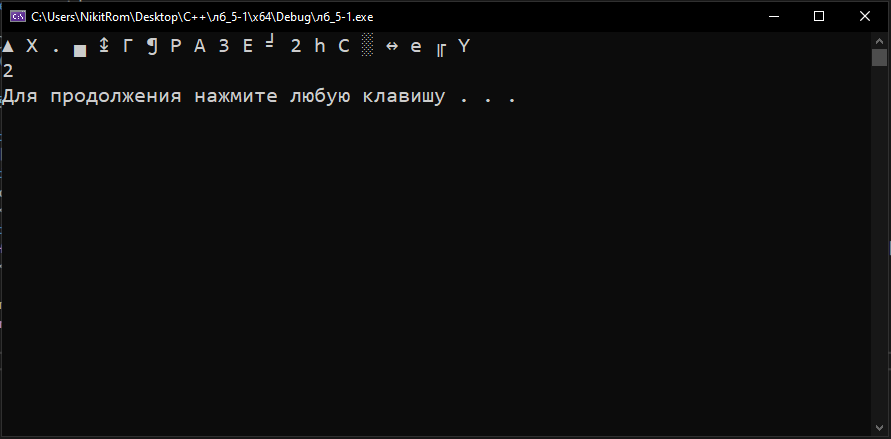 C:\Users\NikitRom\Desktop\C++\лб_5-1\x64\Debug\лб_5-1.exe
▲ X . ▄ ↨ Г ¶ Р А З Е ╛ 2 h С ░ ↔ е ╓ Y
2
Для продолжения нажмите любую клавишу . . .